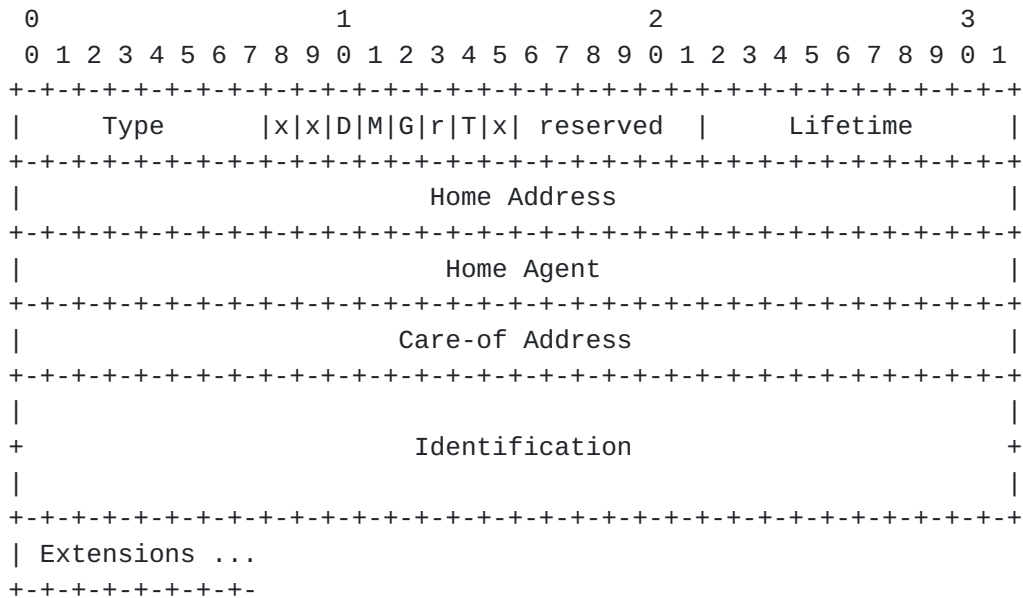 0                   1                   2                   3
 0 1 2 3 4 5 6 7 8 9 0 1 2 3 4 5 6 7 8 9 0 1 2 3 4 5 6 7 8 9 0 1
+-+-+-+-+-+-+-+-+-+-+-+-+-+-+-+-+-+-+-+-+-+-+-+-+-+-+-+-+-+-+-+-+
|     Type      |x|x|D|M|G|r|T|x| reserved  |     Lifetime      |
+-+-+-+-+-+-+-+-+-+-+-+-+-+-+-+-+-+-+-+-+-+-+-+-+-+-+-+-+-+-+-+-+
|                          Home Address                         |
+-+-+-+-+-+-+-+-+-+-+-+-+-+-+-+-+-+-+-+-+-+-+-+-+-+-+-+-+-+-+-+-+
|                           Home Agent                          |
+-+-+-+-+-+-+-+-+-+-+-+-+-+-+-+-+-+-+-+-+-+-+-+-+-+-+-+-+-+-+-+-+
|                        Care-of Address                        |
+-+-+-+-+-+-+-+-+-+-+-+-+-+-+-+-+-+-+-+-+-+-+-+-+-+-+-+-+-+-+-+-+
|                                                               |
+                         Identification                        +
|                                                               |
+-+-+-+-+-+-+-+-+-+-+-+-+-+-+-+-+-+-+-+-+-+-+-+-+-+-+-+-+-+-+-+-+
| Extensions ...
+-+-+-+-+-+-+-+-